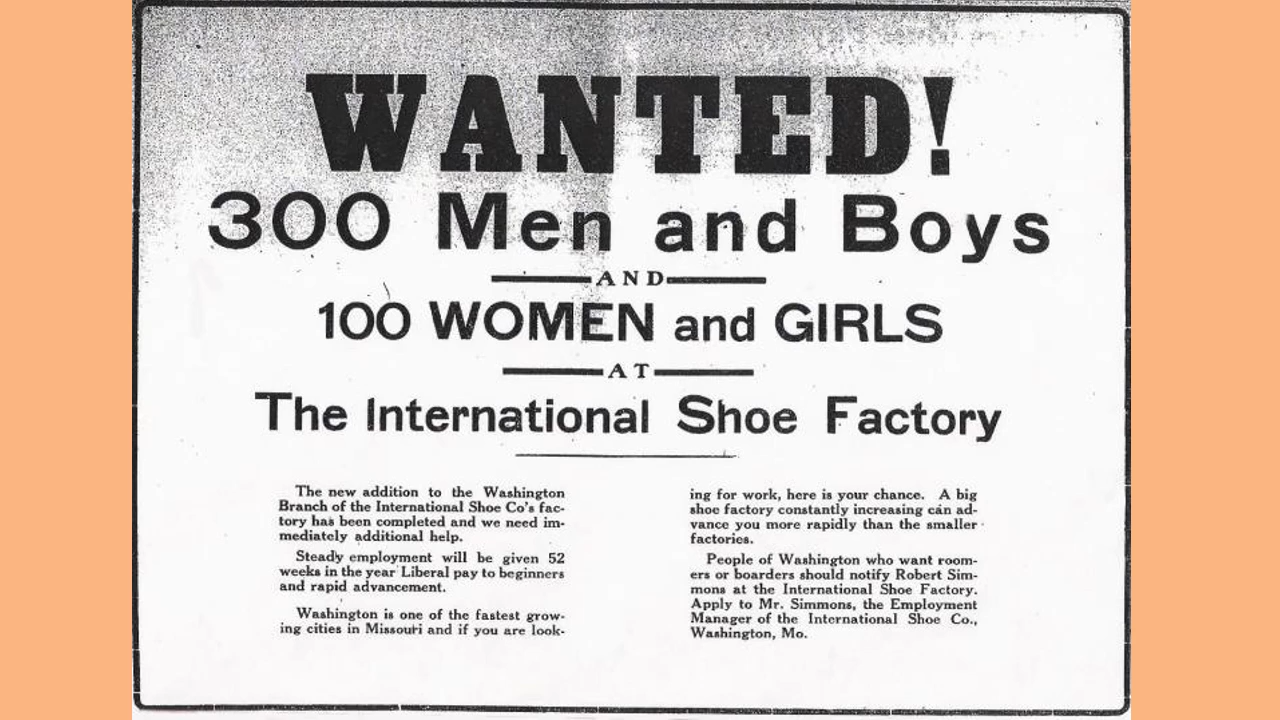 WANTED!
300 Men and Boys
AND
100 WOMEN and GIRLS
AT
The International Shoe Factory
The new addition to the Washington
Branch of the International Shoe Co's fac-
tory has been completed and we need im-
mediately additional help.
Steady employment will be given 52
weeks in the year Liberal pay to beginners
and rapid advancement.
Washington is one of the fastest grow-
ing cities in Missouri and if you are look-
ing for work, here is your chance. A big
shoe factory constantly increasing can ad-
vance you more rapidly than the smaller
factories.
People of Washington who want room-
ers or boarders should notify Robert Sim-
mons at the International Shoe Factory.
Apply to Mr. Simmons, the Employment
Manager of the International Shoe Co.,
Washington, Mo.